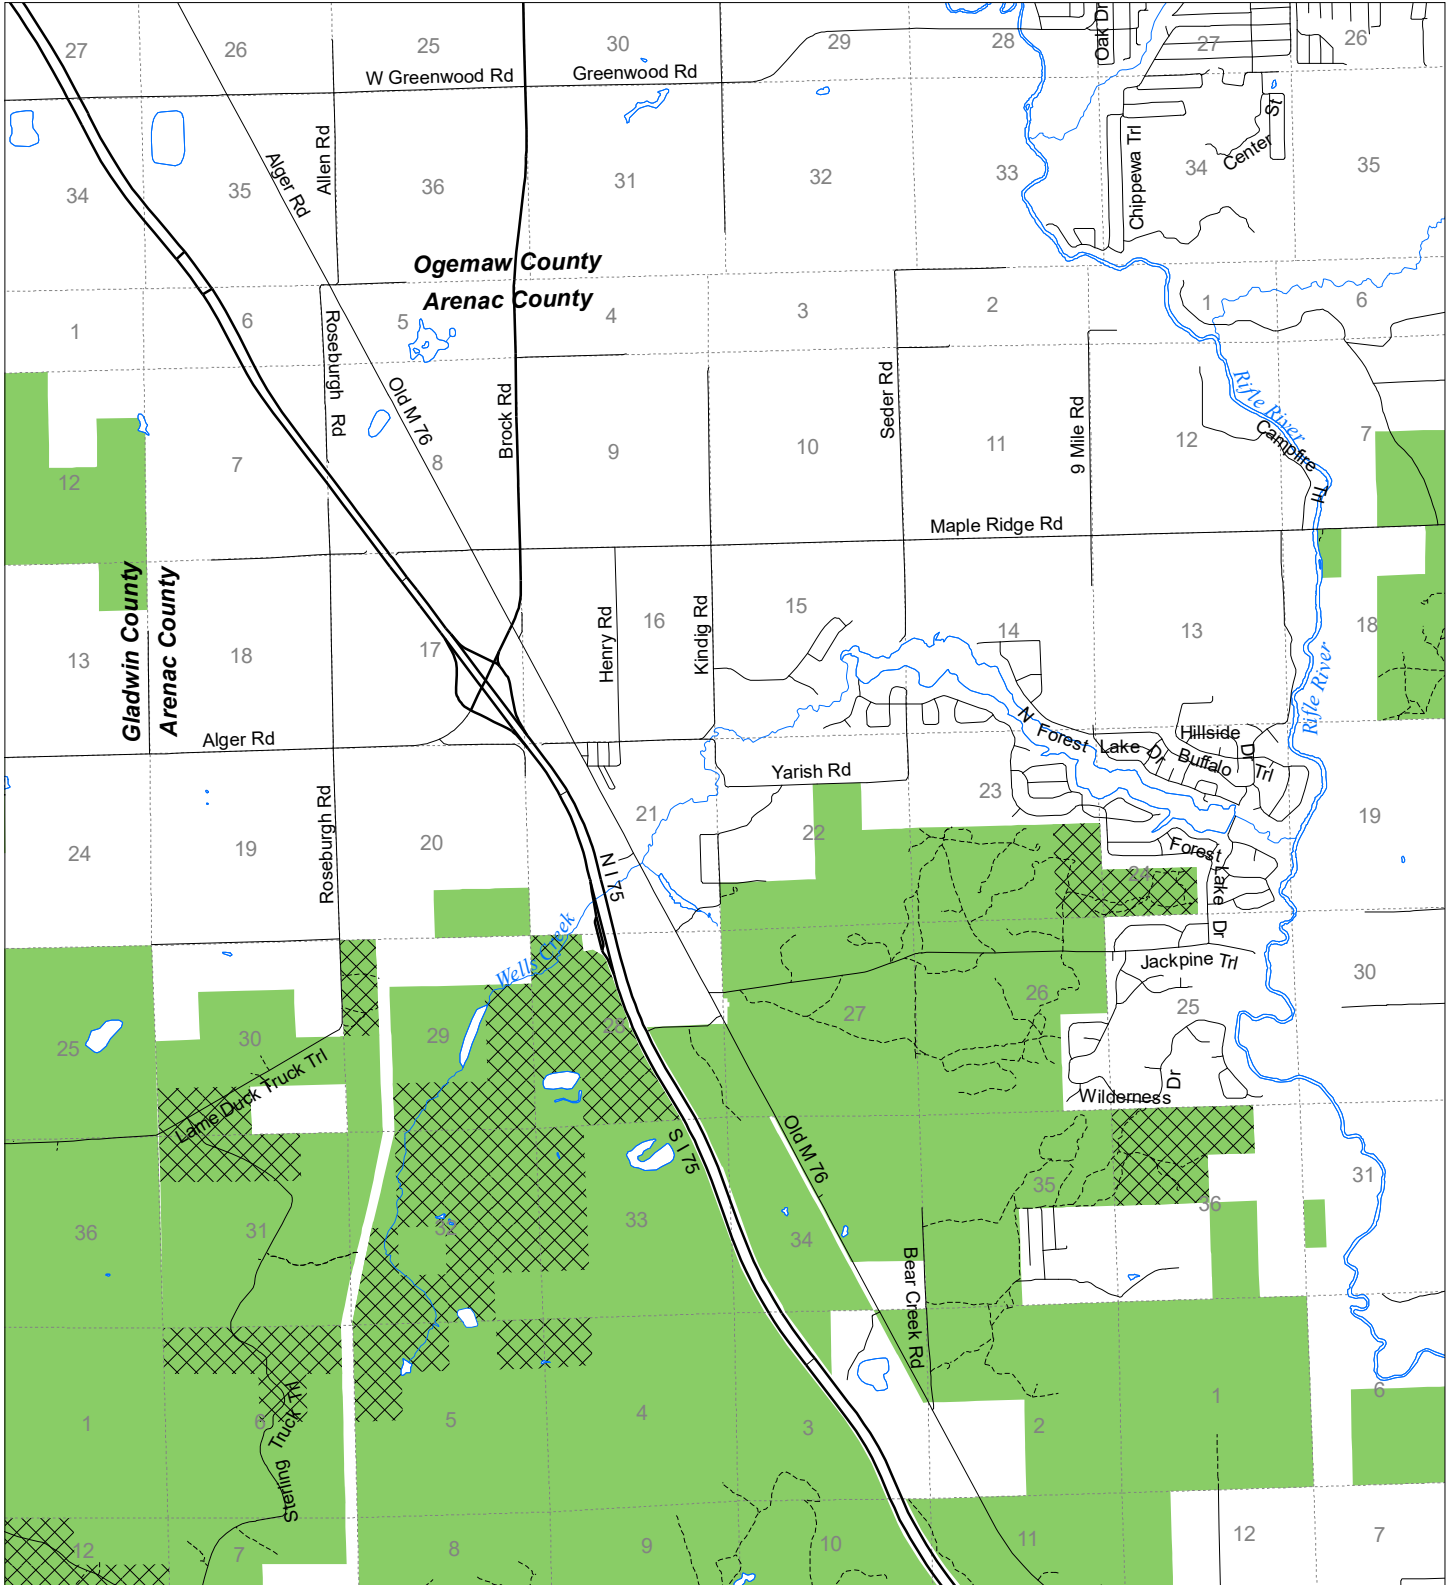 27
26
25
30
29
28
Oak Dr
27
26
W Greenwood Rd
Greenwood Rd
34
35
Allen Rd
Alger Rd
36
31
32
33
Chippewa Trl
34
Center St
35
Ogemaw County
Arenac County
1
6
5
4
3
2
1
6
Roseburgh Rd
Old M 76
Brock Rd
Seder Rd
9 Mile Rd
Rifle River
Campfire Trl
12
7
8
9
10
11
12
7
Maple Ridge Rd
Gladwin County
Arenac County
13
18
17
Henry Rd
16
Kindig Rd
15
14
13
18
Rifle River
Alger Rd
Yarish Rd
N Forest Lake Dr
Hillside Dr
Buffalo Trl
24
19
Roseburgh Rd
20
N I 75
21
22
23
24
19
Forest Lake Dr
Wells Creek
Jackpine Trl
25
30
29
28
27
26
25
30
Lame Duck Truck Trl
Wilderness Dr
S I 75
Old M 76
36
31
32
33
34
35
36
31
Bear Creek Rd
1
6
5
4
3
2
1
6
Sterling Truck Trl
12
7
8
9
10
11
12
7